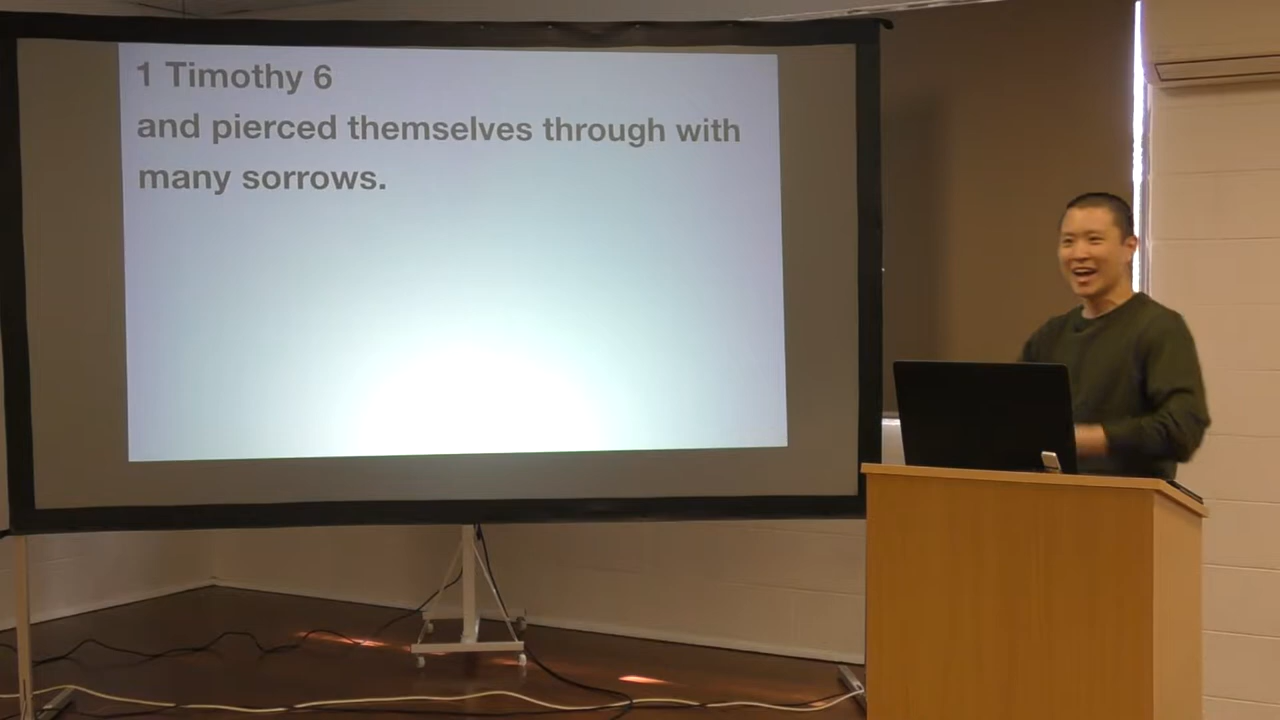 1 Timothy 6
and pierced themselves through with
many sorrows.